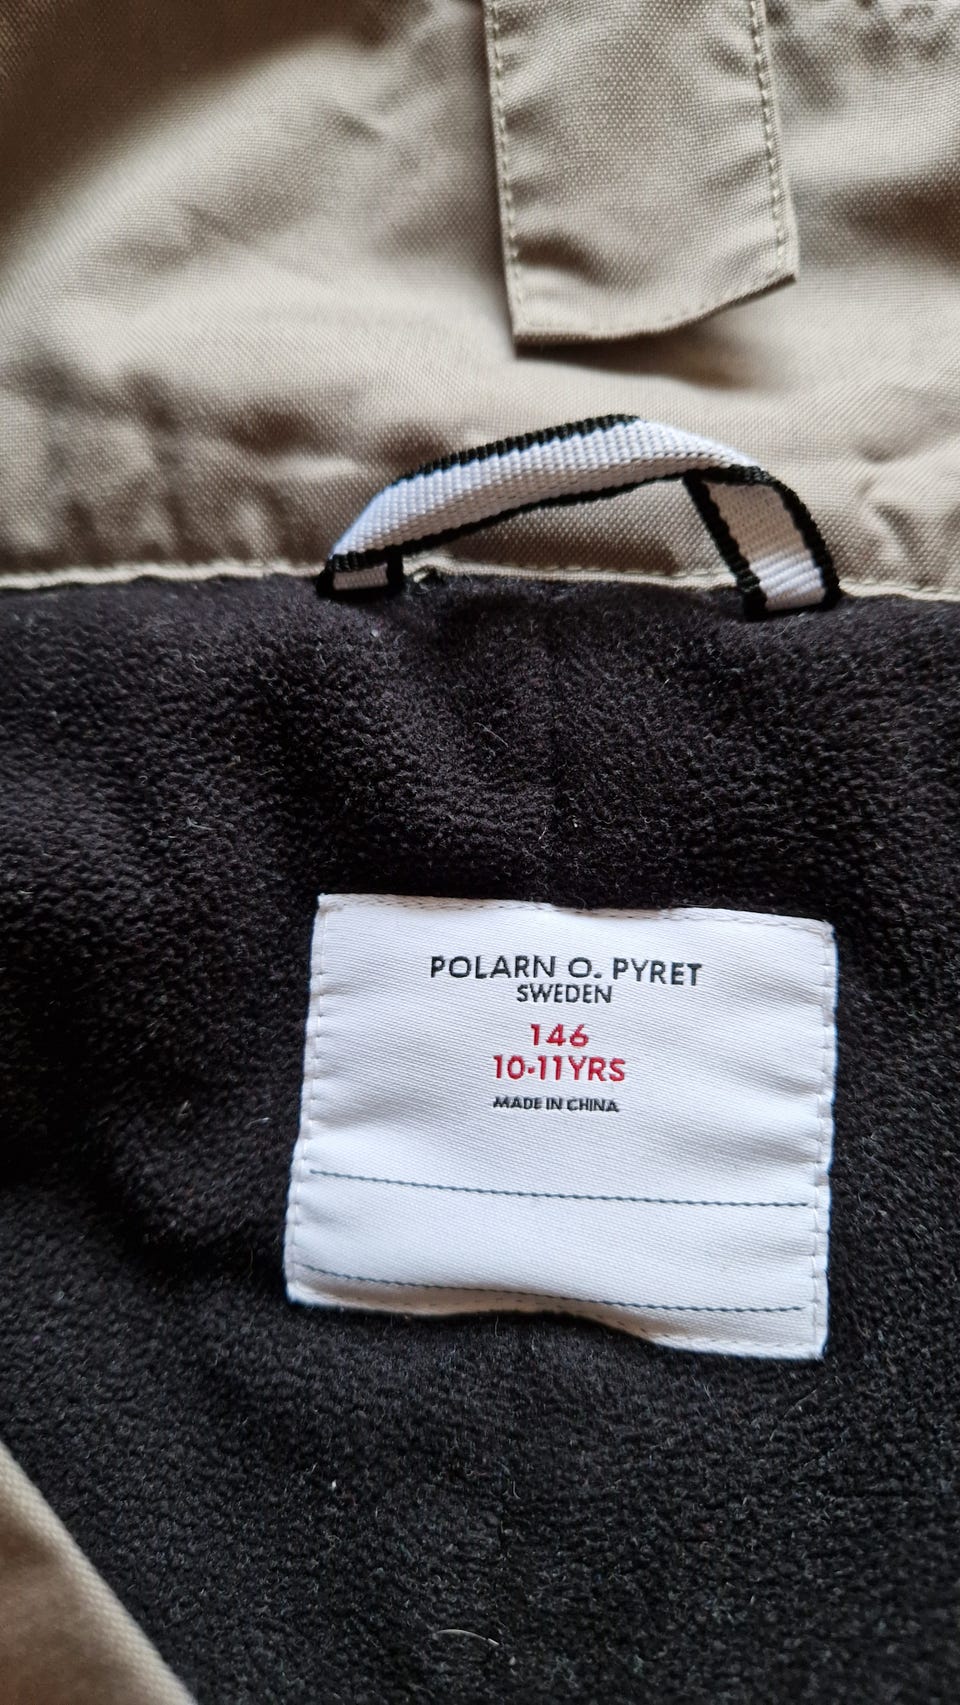 POLARN O. PYRET
SWEDEN
146
10-11YRS
MADE IN CHINA